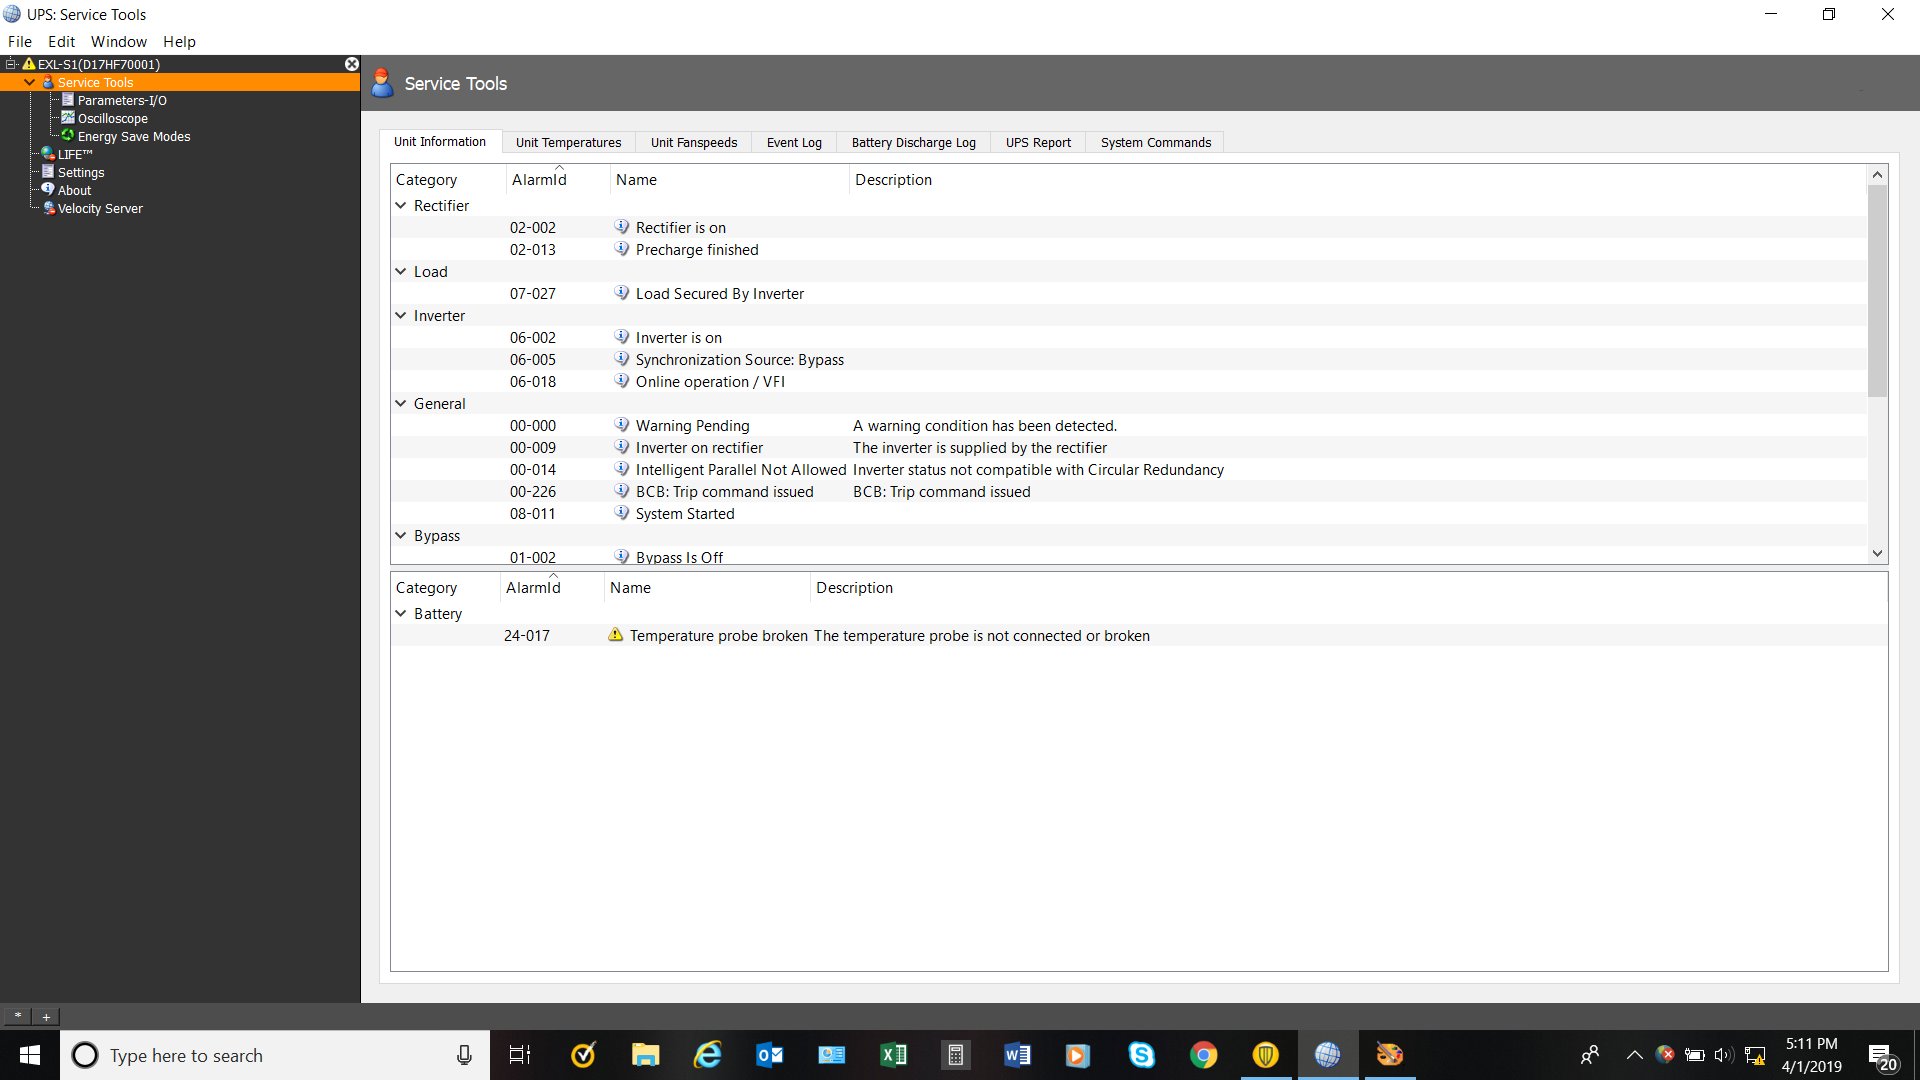 UPS: Service Tools
File Edit Window Help
EXL-S1(D17HF70001)
Service Tools
Parameters-I/O
Oscilloscope
Energy Save Modes
LIFE™
Settings
About
Velocity Server
Service Tools
Unit Information Unit Temperatures Unit Fanspeeds Event Log Battery Discharge Log UPS Report System Commands
Category AlarmId Name Description
Rectifier
02-002 Rectifier is on
02-013 Precharge finished
Load
07-027 Load Secured By Inverter
Inverter
06-002 Inverter is on
06-005 Synchronization Source: Bypass
06-018 Online operation / VFI
General
00-000 Warning Pending A warning condition has been detected.
00-009 Inverter on rectifier The inverter is supplied by the rectifier
00-014 Intelligent Parallel Not Allowed Inverter status not compatible with Circular Redundancy
00-226 BCB: Trip command issued BCB: Trip command issued
08-011 System Started
Bypass
01-002 Bypass Is Off
Category AlarmId Name Description
Battery
24-017 Temperature probe broken The temperature probe is not connected or broken
* +
Type here to search
5:11 PM
4/1/2019
20